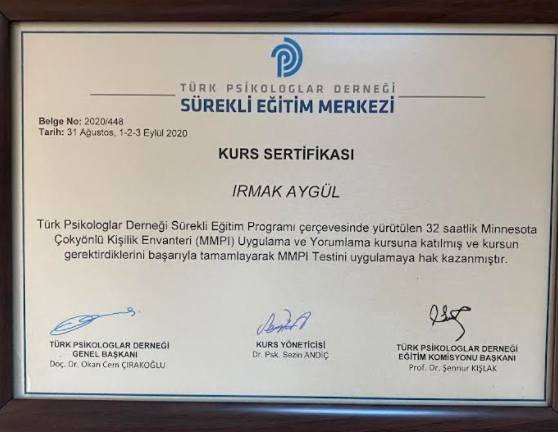 TÜRK PSİKOLOGLAR DERNEĞİ
SÜREKLİ EĞİTİM MERKEZİ
Belge No: 2020/448
Tarih: 31 Ağustos, 1-2-3 Eylül 2020
KURS SERTİFİKASI
IRMAK AYGÜL
Türk Psikologlar Derneği Sürekli Eğitim Programı çerçevesinde yürütülen 32 saatlik Minnesota
Çokyönlü Kişilik Envanteri (MMPI) Uygulama ve Yorumlama kursuna katılmış ve kursun
gerektirdiklerini başarıyla tamamlayarak MMPI Testini uygulamaya hak kazanmıştır.
TÜRK PSİKOLOGLAR DERNEĞİ
GENEL BAŞKANI
Doç. Dr. Okan Cem ÇIRAKOĞLU
KURS YÖNETİCİSİ
Dr. Psk. Sezin ANDİÇ
TÜRK PSİKOLOGLAR DERNEĞİ
EĞİTİM KOMİSYONU BAŞKANI
Prof. Dr. Şennur KIŞLAK